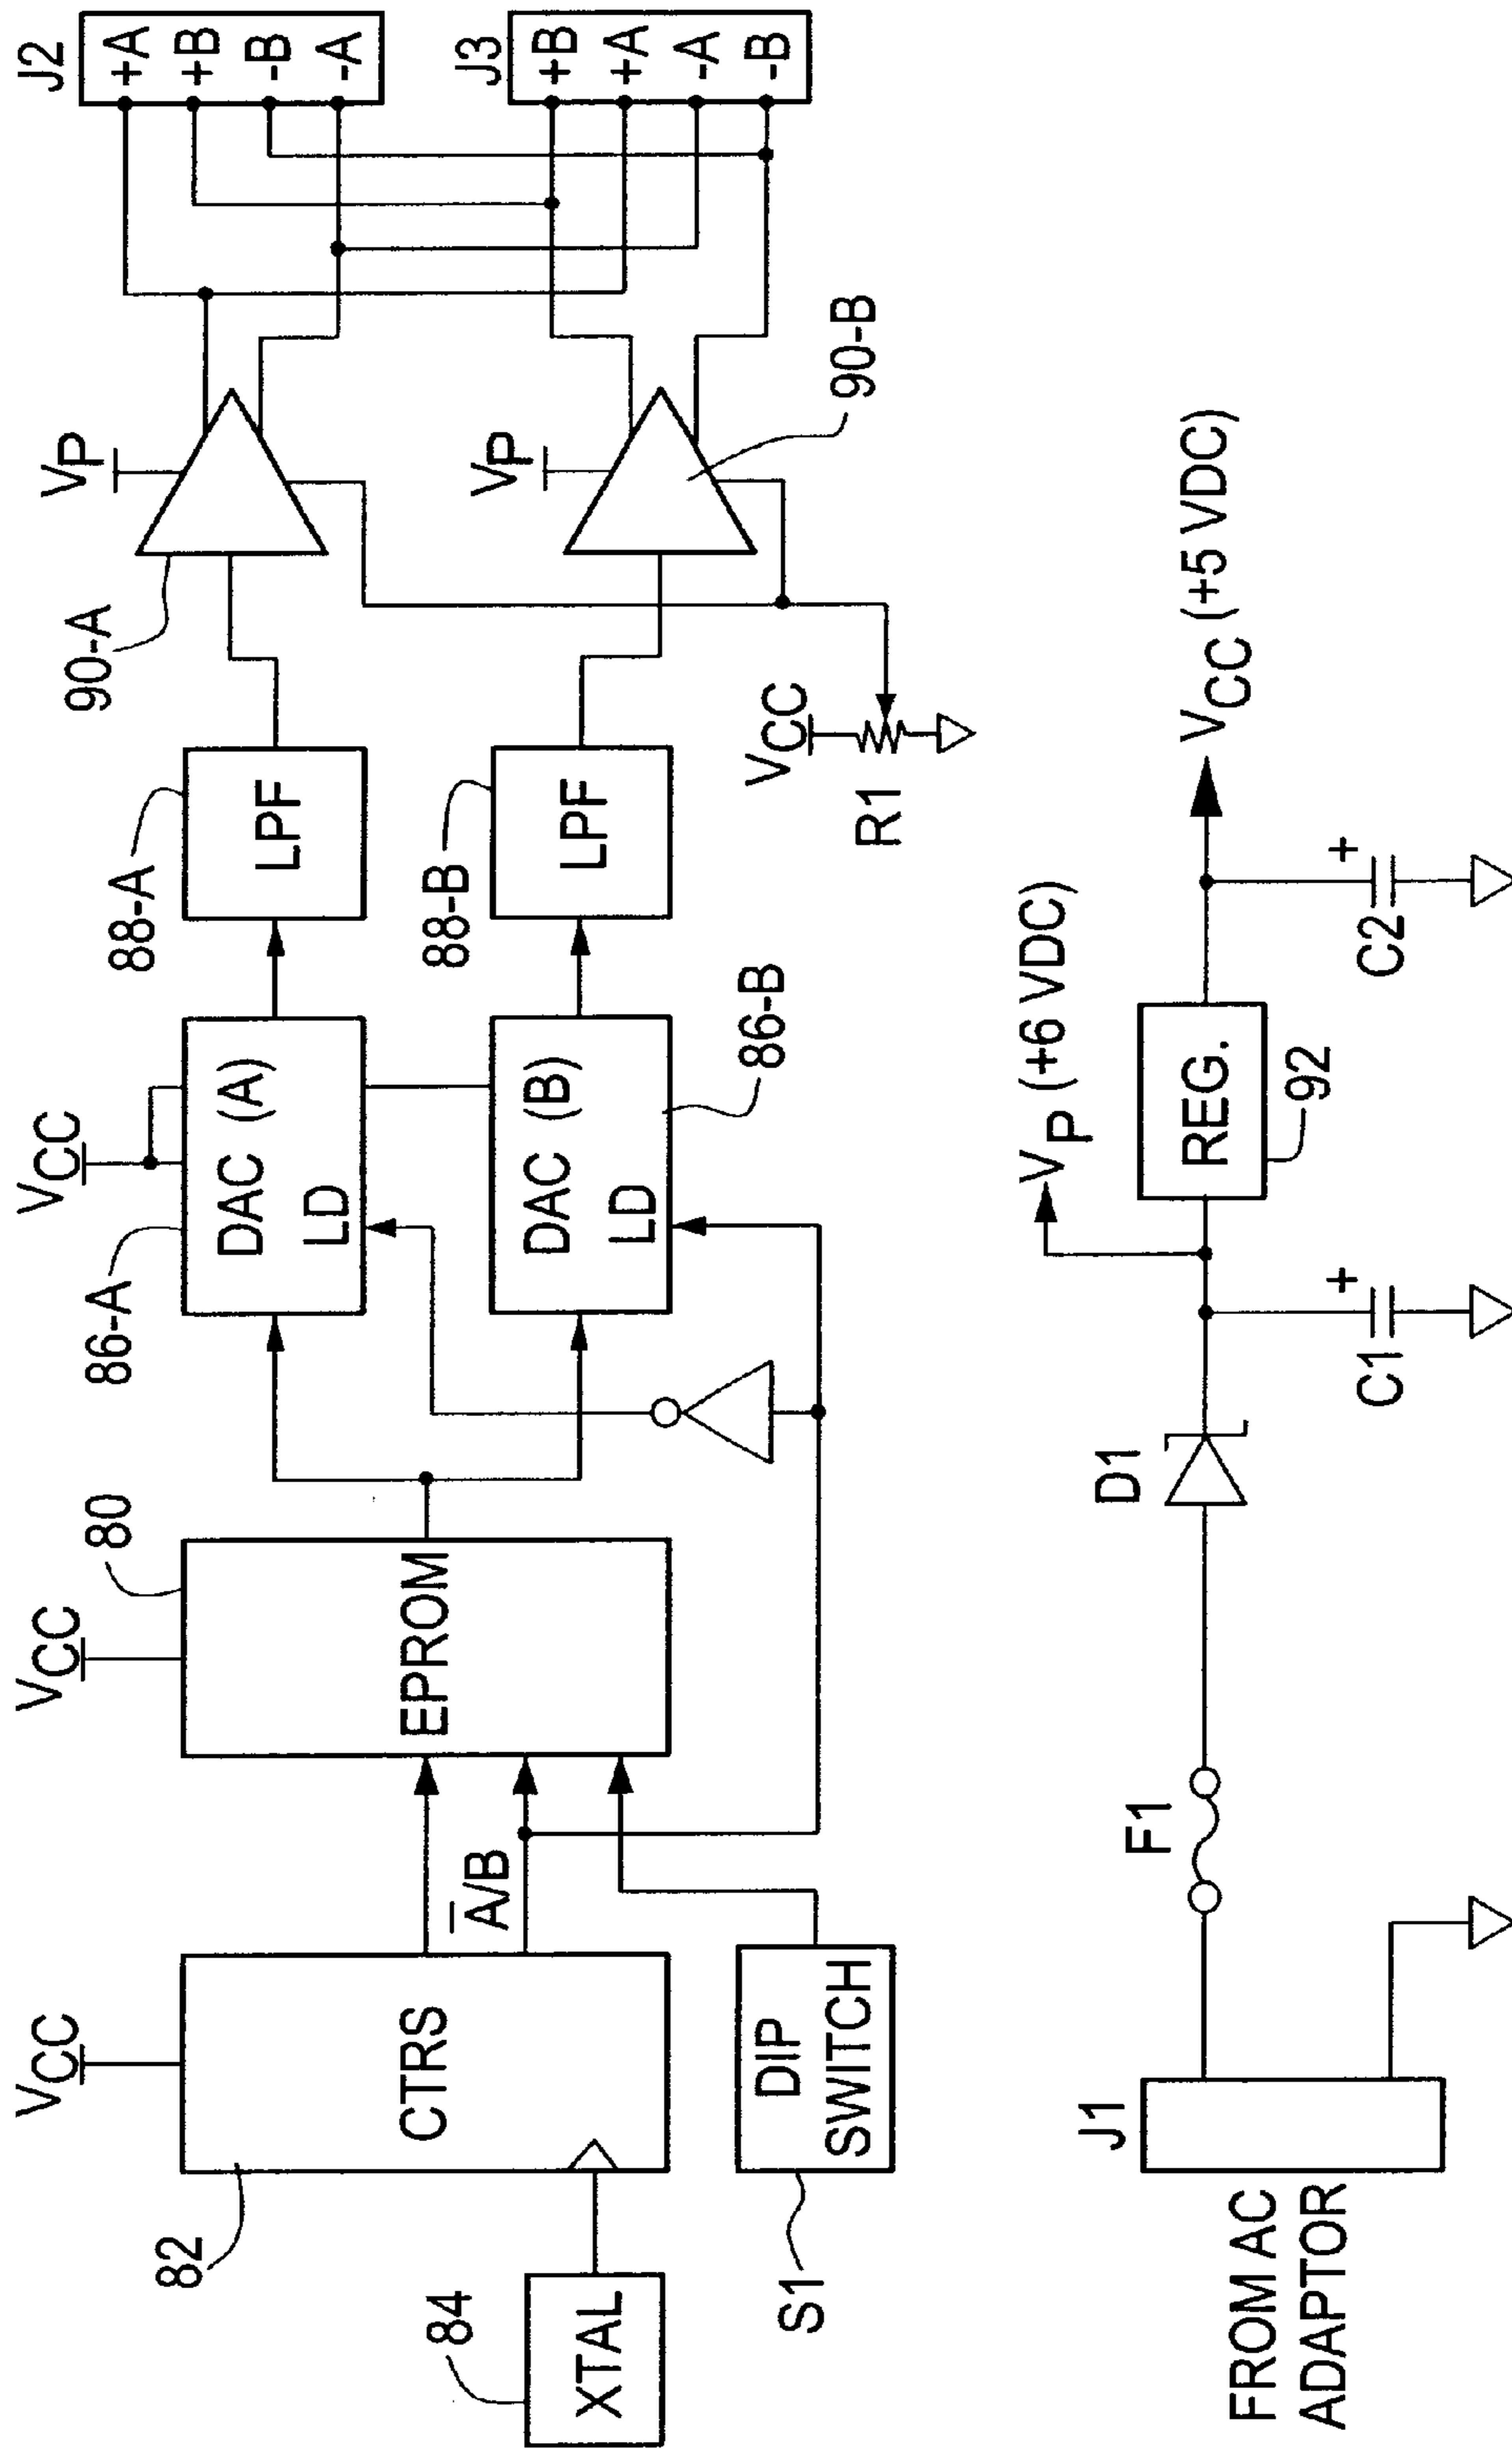 VCC
VCC
VCC
VP
J2
+A
+B
-B
-A
82
80
86-A
88-A
90-A
CTRS
A̅/B
EPROM
DAC (A)
LD
LPF
84
XTAL
DAC (B)
LD
88-B
LPF
VP
J3
+B
+A
-A
-B
S1
DIP
SWITCH
86-B
VCC
R1
90-B
FROM AC
ADAPTOR
J1
F1
D1
C1
VP (+6 VDC)
REG.
92
C2
VCC (+5 VDC)
+
+